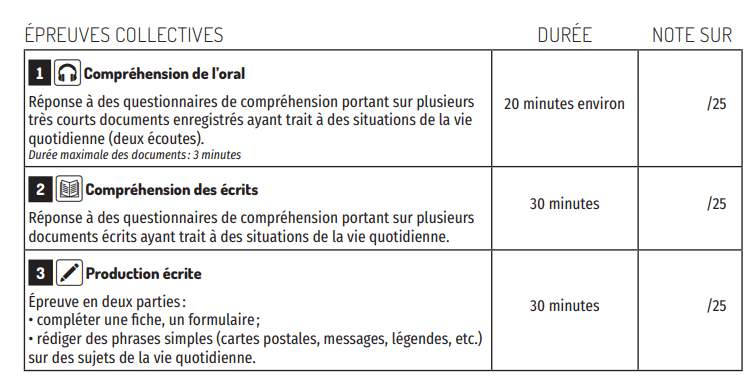 ÉPREUVES COLLECTIVES DURÉE NOTE SUR
1 Compréhension de l’oral
Réponse à des questionnaires de compréhension portant sur plusieurs
très courts documents enregistrés ayant trait à des situations de la vie
quotidienne (deux écoutes).
Durée maximale des documents : 3 minutes
20 minutes environ
/25
2 Compréhension des écrits
Réponse à des questionnaires de compréhension portant sur plusieurs
documents écrits ayant trait à des situations de la vie quotidienne.
30 minutes
/25
3 Production écrite
Épreuve en deux parties :
• compléter une fiche, un formulaire ;
• rédiger des phrases simples (cartes postales, messages, légendes, etc.)
sur des sujets de la vie quotidienne.
30 minutes
/25